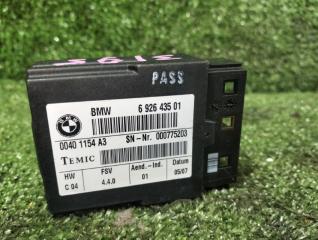 PASS
BMW 6 926 435 01
0040 1154 A3 SN-Nr. 000775203
TEMIC
HW FSV Aend.-Ind. Datum
C 04 4.4.0 01 05/07